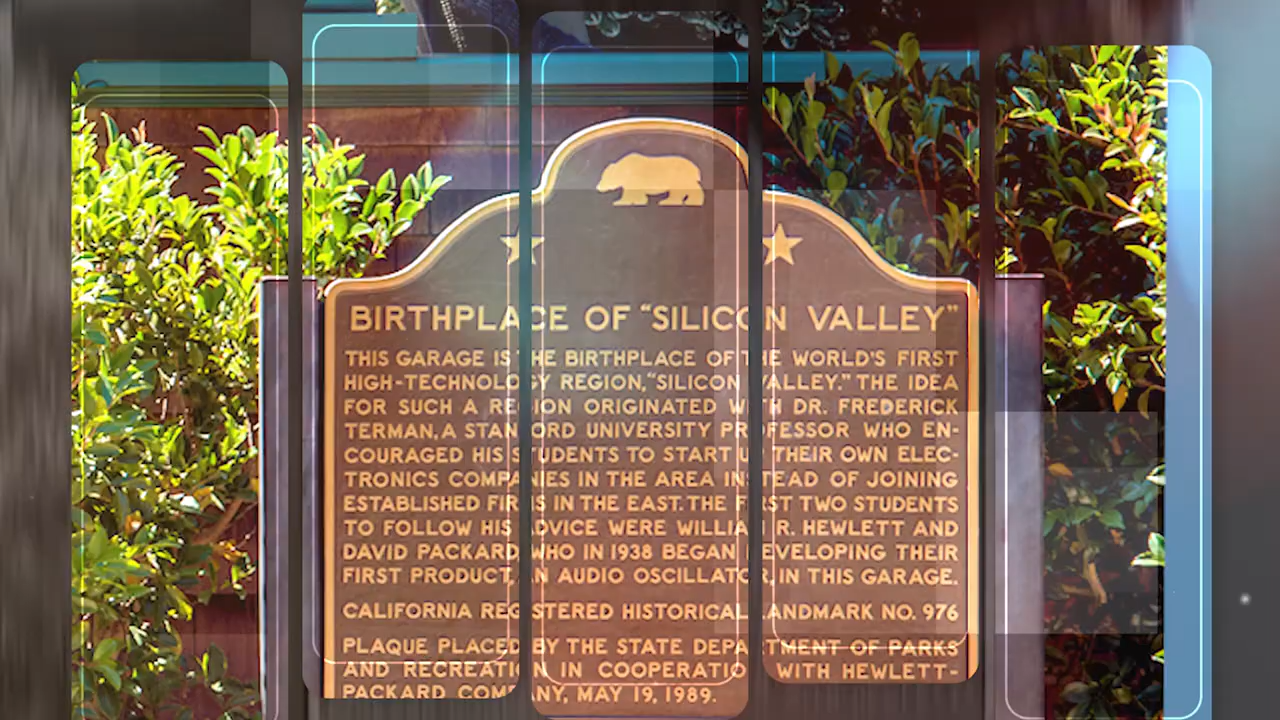 BIRTHPLACE OF “SILICON VALLEY”
THIS GARAGE IS THE BIRTHPLACE OF THE WORLD'S FIRST
HIGH-TECHNOLOGY REGION, “SILICON VALLEY.” THE IDEA
FOR SUCH A REGION ORIGINATED WITH DR. FREDERICK
TERMAN, A STANFORD UNIVERSITY PROFESSOR WHO EN-
COURAGED HIS STUDENTS TO START UP THEIR OWN ELEC-
TRONICS COMPANIES IN THE AREA INSTEAD OF JOINING
ESTABLISHED FIRMS IN THE EAST. THE FIRST TWO STUDENTS
TO FOLLOW HIS ADVICE WERE WILLIAM R. HEWLETT AND
DAVID PACKARD, WHO IN 1938 BEGAN DEVELOPING THEIR
FIRST PRODUCT, AN AUDIO OSCILLATOR, IN THIS GARAGE.
CALIFORNIA REGISTERED HISTORICAL LANDMARK NO. 976
PLAQUE PLACED BY THE STATE DEPARTMENT OF PARKS
AND RECREATION IN COOPERATION WITH HEWLETT-
PACKARD COMPANY, MAY 19, 1989.